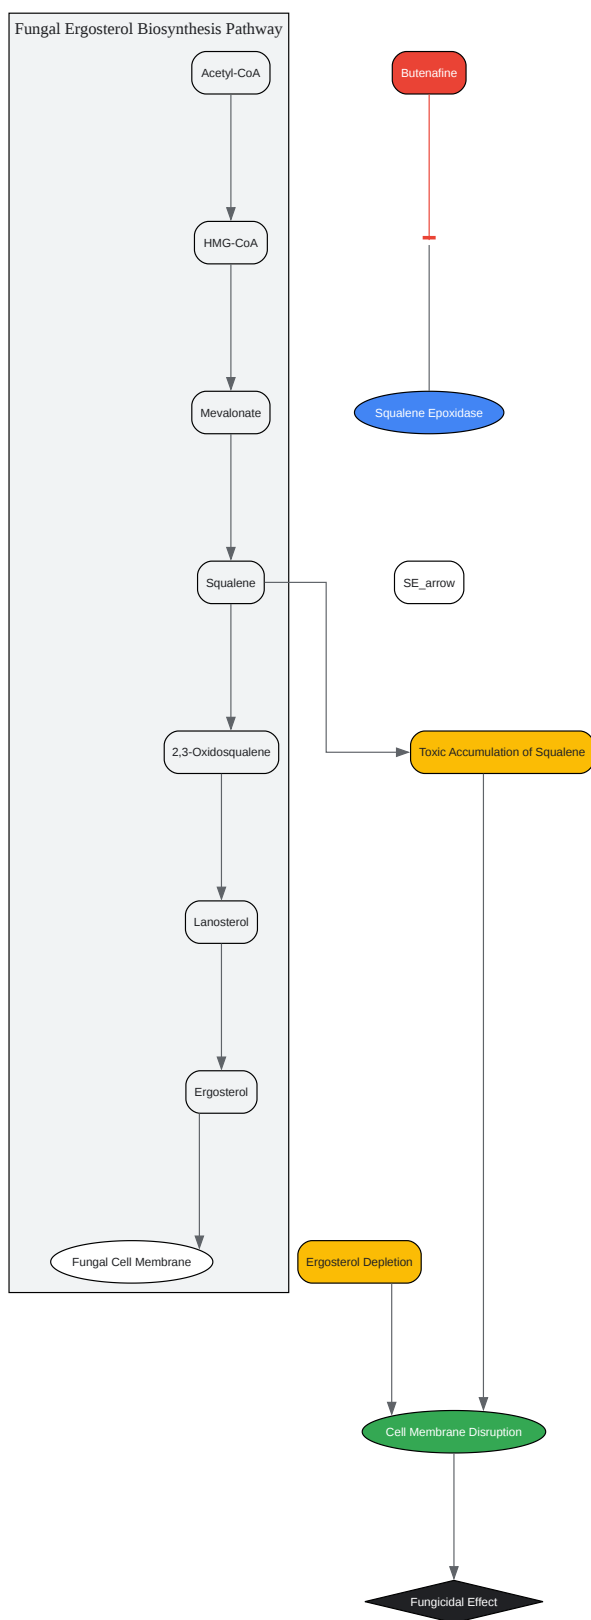 Fungal Ergosterol Biosynthesis Pathway
Acetyl-CoA
Butenafine
HMG-CoA
Mevalonate
Squalene Epoxidase
Squalene
SE_arrow
2,3-Oxidosqualene
Toxic Accumulation of Squalene
Lanosterol
Ergosterol
Fungal Cell Membrane
Ergosterol Depletion
Cell Membrane Disruption
Fungicidal Effect